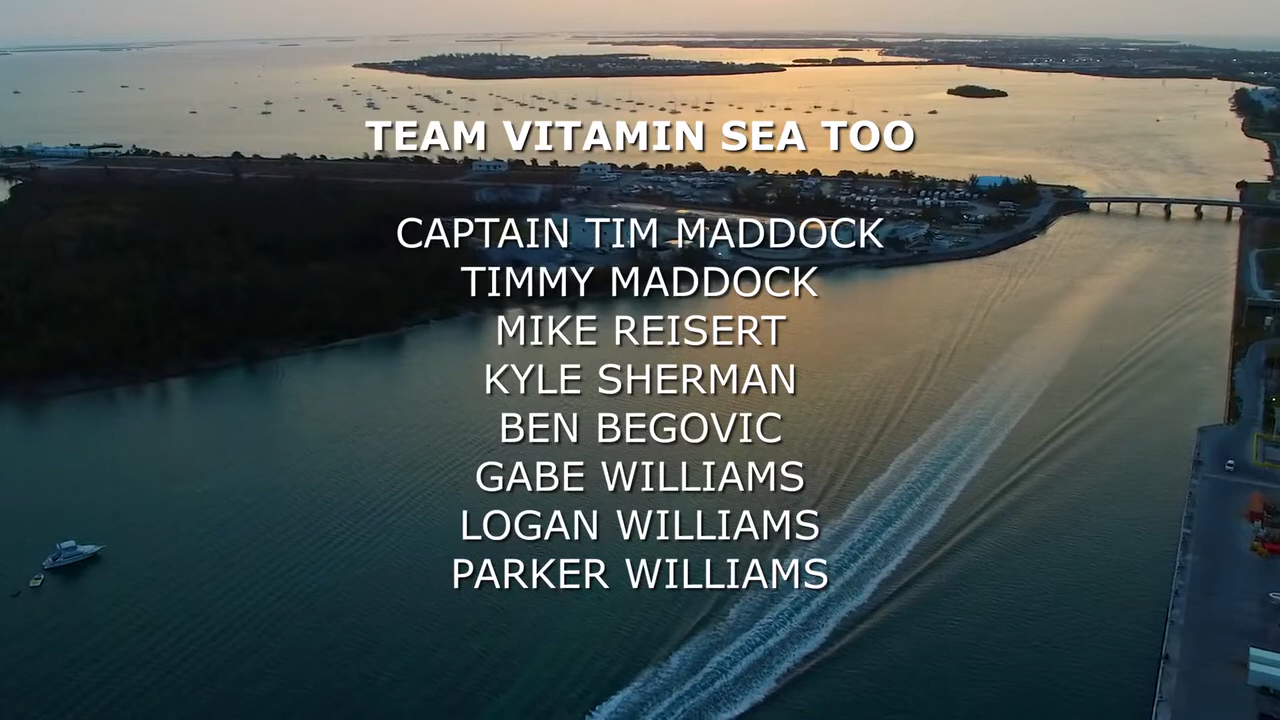 TEAM VITAMIN SEA TOO
CAPTAIN TIM MADDOCK
TIMMY MADDOCK
MIKE REISERT
KYLE SHERMAN
BEN BEGOVIC
GABE WILLIAMS
LOGAN WILLIAMS
PARKER WILLIAMS